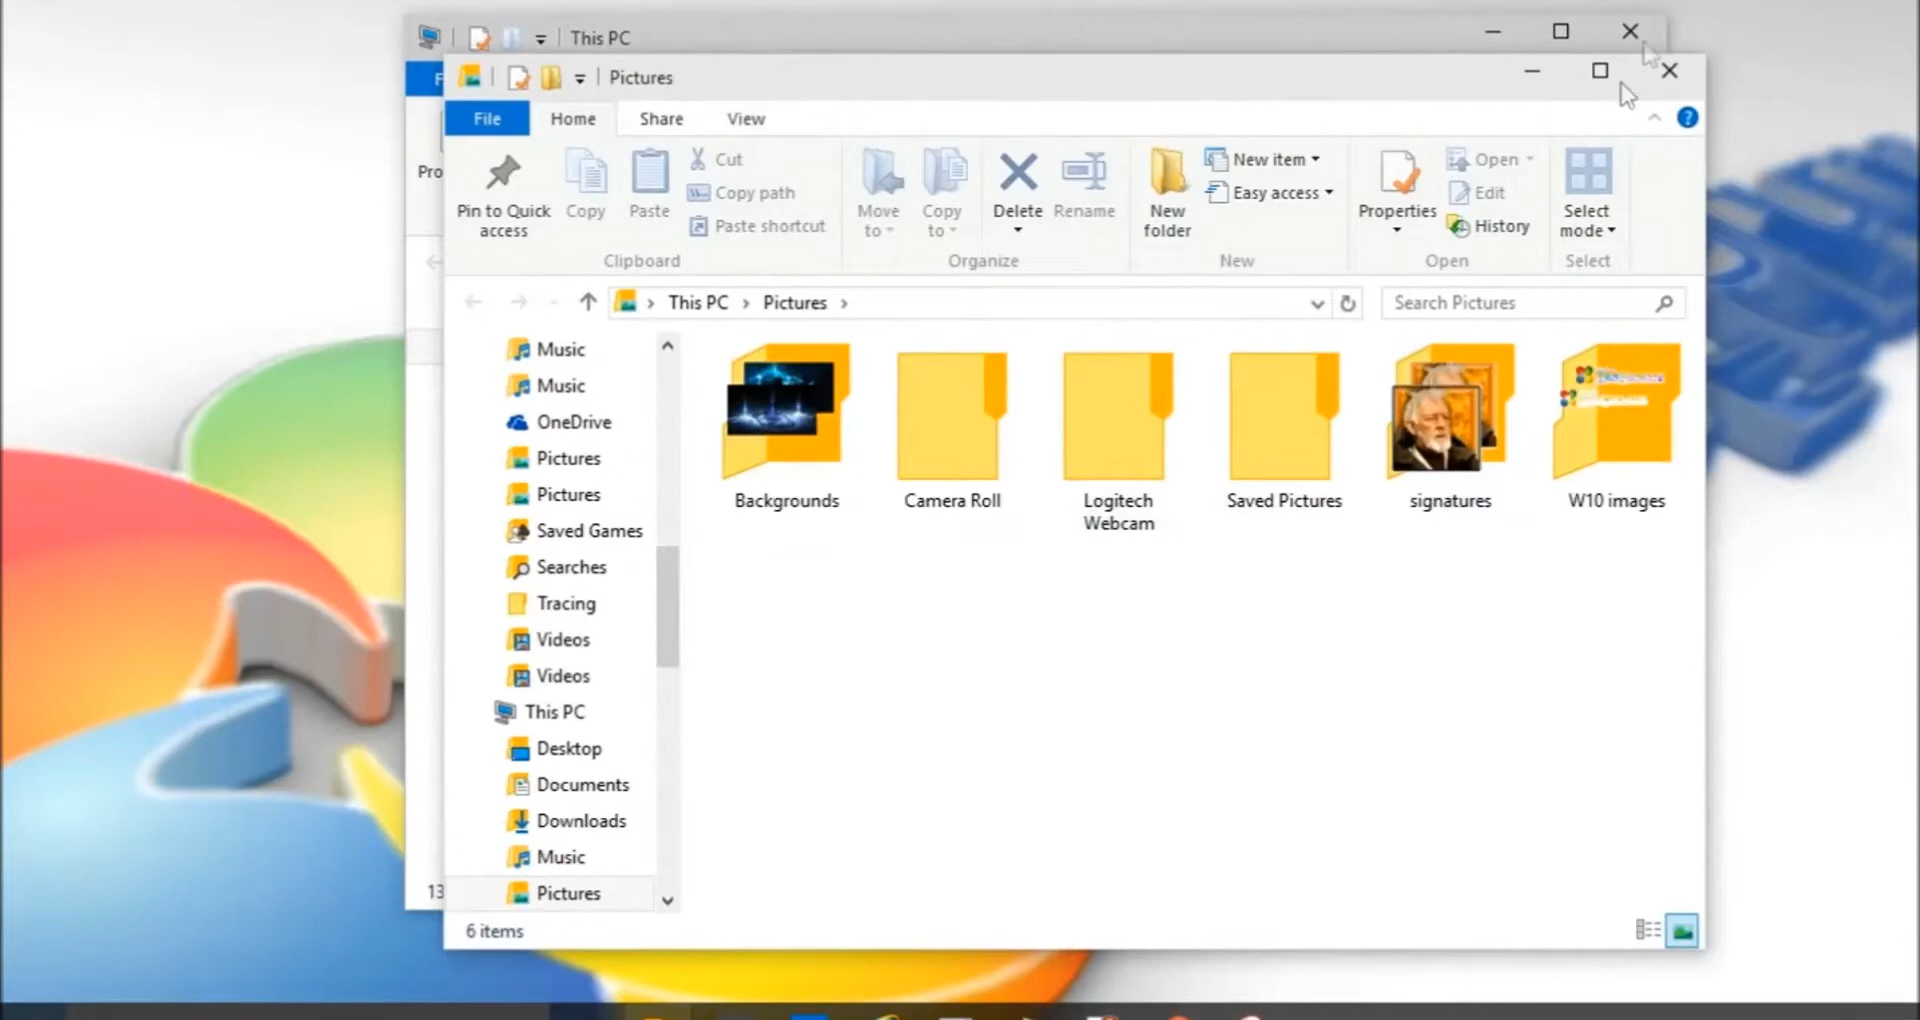 This PC
Pictures
File
Home
Share
View
Pro
Pin to Quick
access
Copy
Paste
Cut
Copy path
Paste shortcut
Clipboard
Move
to
Copy
to
Delete
Rename
Organize
New
folder
New item
Easy access
New
Properties
Open
Edit
History
Open
Select
mode
Select
This PC > Pictures >
Search Pictures
Music
Music
OneDrive
Pictures
Pictures
Saved Games
Searches
Tracing
Videos
Videos
This PC
Desktop
Documents
Downloads
Music
Pictures
Backgrounds
Camera Roll
Logitech
Webcam
Saved Pictures
signatures
W10 images
13
6 items